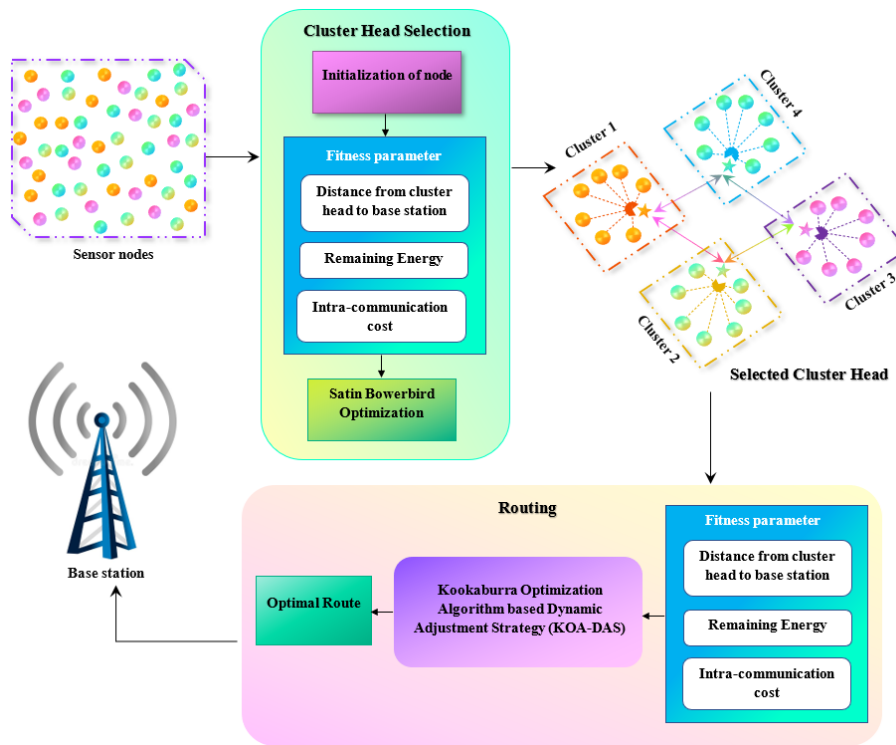 Cluster Head Selection
Initialization of node
Fitness parameter
Distance from cluster
head to base station
Remaining Energy
Intra-communication
cost
Satin Bowerbird
Optimization
Sensor nodes
Cluster 1
Cluster 4
Cluster 2
Cluster 3
Selected Cluster Head
Routing
Fitness parameter
Distance from cluster
head to base station
Remaining Energy
Intra-communication
cost
Kookaburra Optimization
Algorithm based Dynamic
Adjustment Strategy (KOA-DAS)
Optimal Route
Base station